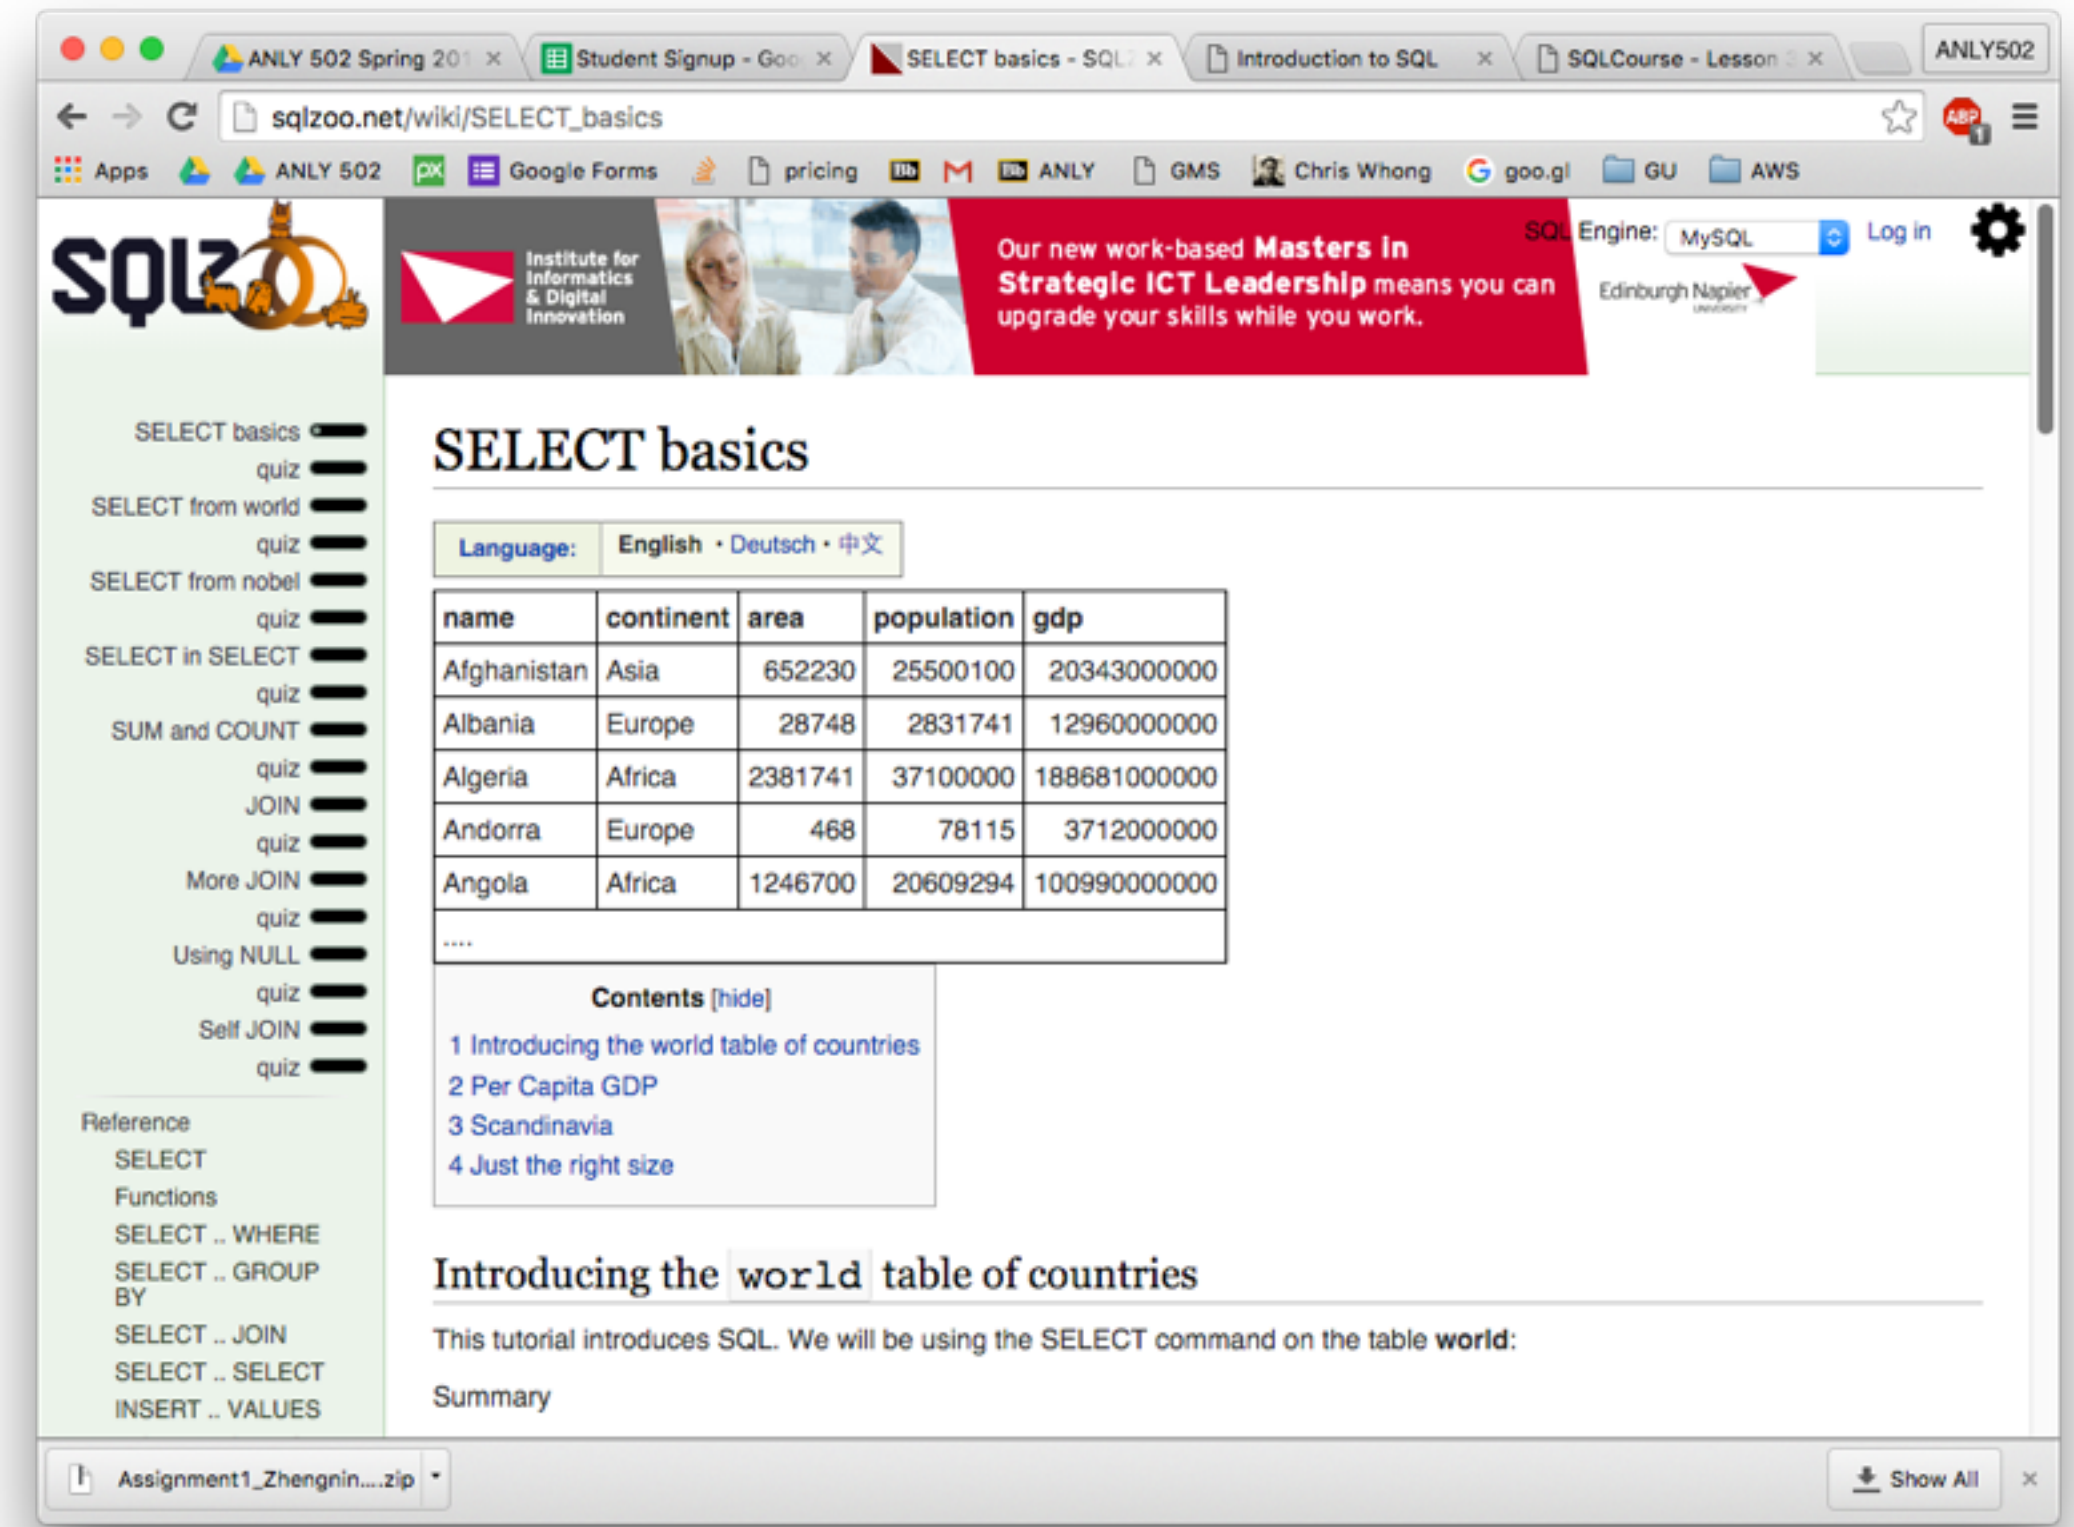 ANLY 502 Spring 201
Student Signup - Goo
SELECT basics - SQL
Introduction to SQL
SQLCourse - Lesson 3
ANLY502
sqlzoo.net/wiki/SELECT_basics
ABP
1
Apps
ANLY 502
px
Google Forms
pricing
Bb
Bb ANLY
GMS
Chris Whong
goo.gl
GU
AWS
SQLZOO
Institute for
Informatics
& Digital
Innovation
Our new work-based Masters in
Strategic ICT Leadership means you can
upgrade your skills while you work.
SQL Engine: MySQL
Log in
Edinburgh Napier
UNIVERSITY
SELECT basics
quiz
SELECT from world
quiz
SELECT from nobel
quiz
SELECT in SELECT
quiz
SUM and COUNT
quiz
JOIN
quiz
More JOIN
quiz
Using NULL
quiz
Self JOIN
quiz
Reference
SELECT
Functions
SELECT .. WHERE
SELECT .. GROUP
BY
SELECT .. JOIN
SELECT .. SELECT
INSERT .. VALUES
SELECT basics
Language: English • Deutsch • 中文
name continent area population gdp
Afghanistan Asia 652230 25500100 20343000000
Albania Europe 28748 2831741 12960000000
Algeria Africa 2381741 37100000 188681000000
Andorra Europe 468 78115 3712000000
Angola Africa 1246700 20609294 100990000000
....
Contents [hide]
1 Introducing the world table of countries
2 Per Capita GDP
3 Scandinavia
4 Just the right size
Introducing the world table of countries
This tutorial introduces SQL. We will be using the SELECT command on the table world:
Summary
Assignment1_Zhengnin....zip
Show All